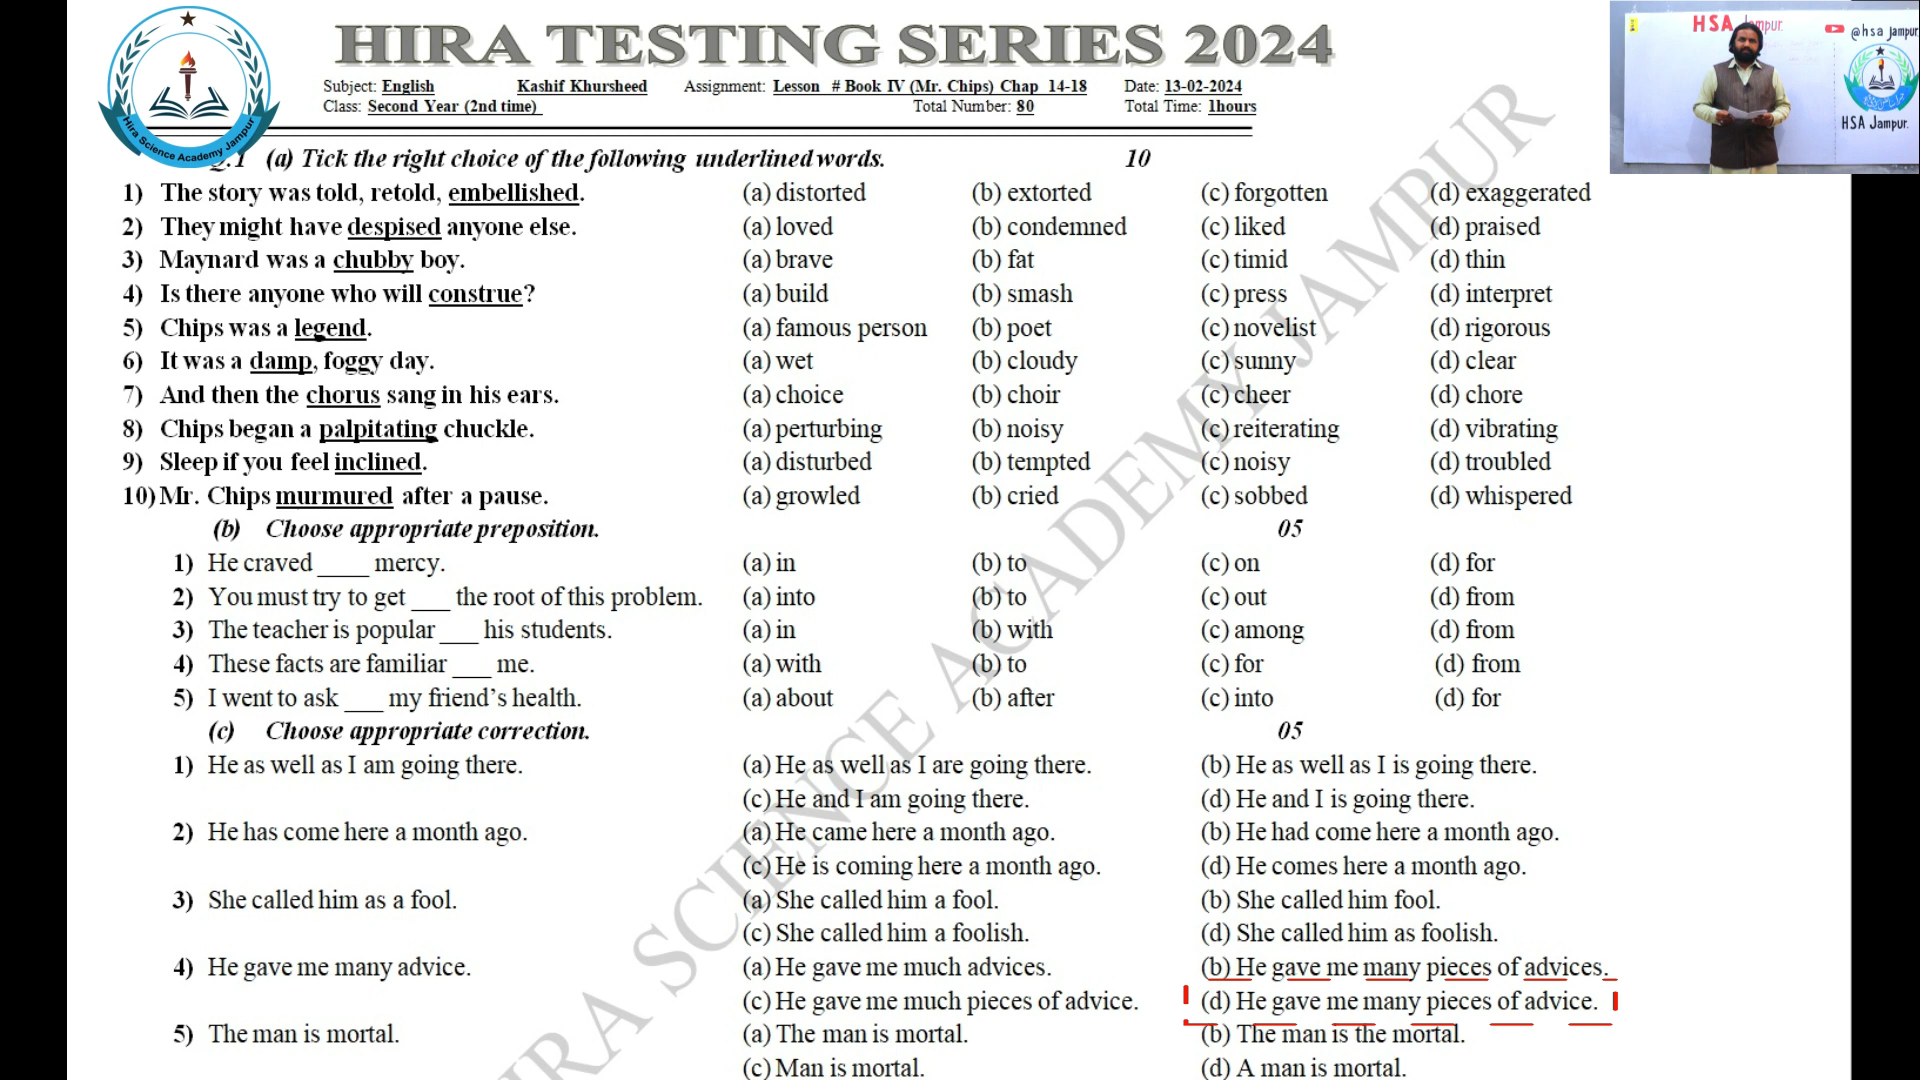 HIRA TESTING SERIES 2024
Subject: English Kashif Khursheed Assignment: Lesson # Book IV (Mr. Chips) Chap 14-18 Date: 13-02-2024
Class: Second Year (2nd time) Total Number: 80 Total Time: 1hours
Hira Science Academy Jampur
HSA Jampur
@hsa jampur
HSA Jampur.
(a) Tick the right choice of the following underlined words. 10
1) The story was told, retold, embellished. (a) distorted (b) extorted (c) forgotten (d) exaggerated
2) They might have despised anyone else. (a) loved (b) condemned (c) liked (d) praised
3) Maynard was a chubby boy. (a) brave (b) fat (c) timid (d) thin
4) Is there anyone who will construe? (a) build (b) smash (c) press (d) interpret
5) Chips was a legend. (a) famous person (b) poet (c) novelist (d) rigorous
6) It was a damp, foggy day. (a) wet (b) cloudy (c) sunny (d) clear
7) And then the chorus sang in his ears. (a) choice (b) choir (c) cheer (d) chore
8) Chips began a palpitating chuckle. (a) perturbing (b) noisy (c) reiterating (d) vibrating
9) Sleep if you feel inclined. (a) disturbed (b) tempted (c) noisy (d) troubled
10) Mr. Chips murmured after a pause. (a) growled (b) cried (c) sobbed (d) whispered
(b) Choose appropriate preposition. 05
1) He craved ____ mercy. (a) in (b) to (c) on (d) for
2) You must try to get ___ the root of this problem. (a) into (b) to (c) out (d) from
3) The teacher is popular ___ his students. (a) in (b) with (c) among (d) from
4) These facts are familiar ___ me. (a) with (b) to (c) for (d) from
5) I went to ask ___ my friend’s health. (a) about (b) after (c) into (d) for
(c) Choose appropriate correction. 05
1) He as well as I am going there. (a) He as well as I are going there. (b) He as well as I is going there.
(c) He and I am going there. (d) He and I is going there.
2) He has come here a month ago. (a) He came here a month ago. (b) He had come here a month ago.
(c) He is coming here a month ago. (d) He comes here a month ago.
3) She called him as a fool. (a) She called him a fool. (b) She called him fool.
(c) She called him a foolish. (d) She called him as foolish.
4) He gave me many advice. (a) He gave me much advices. (b) He gave me many pieces of advices.
(c) He gave me much pieces of advice. (d) He gave me many pieces of advice.
5) The man is mortal. (a) The man is mortal. (b) The man is the mortal.
(c) Man is mortal. (d) A man is mortal.
HIRA SCIENCE ACADEMY JAMPUR